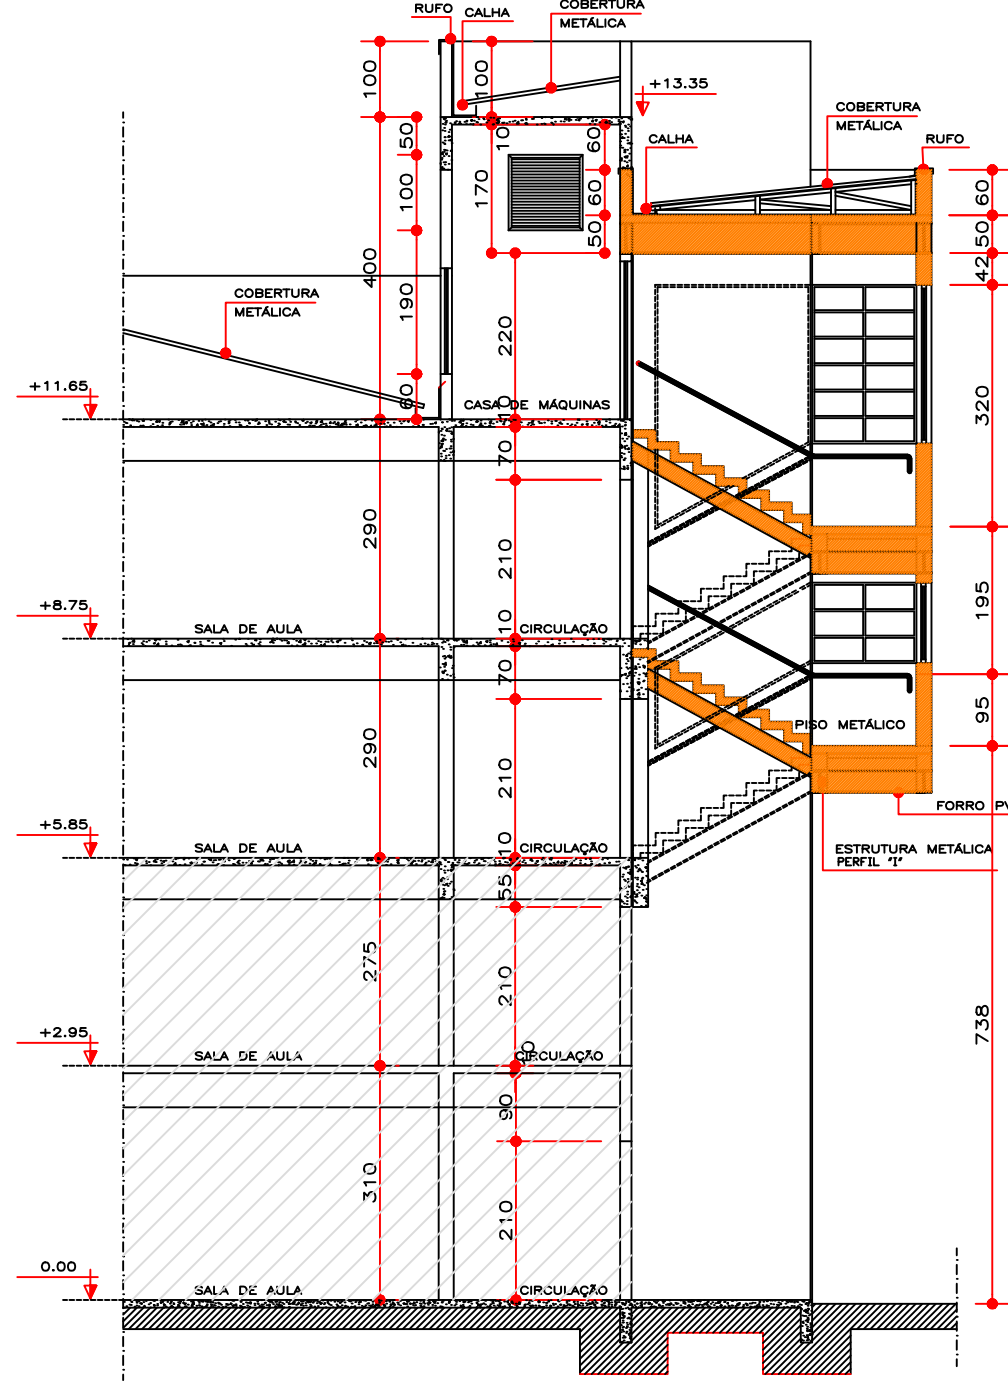 RUFO
CALHA
COBERTURA
METÁLICA
+13.35
COBERTURA
METÁLICA
CALHA
RUFO
100
100
50
10
60
100
170
60
60
50
50
400
42
COBERTURA
METÁLICA
190
220
+11.65
60
10
CASA DE MÁQUINAS
320
70
290
210
195
+8.75
SALA DE AULA
10
CIRCULAÇÃO
70
95
PISO METÁLICO
290
210
FORRO PV
+5.85
SALA DE AULA
10
CIRCULAÇÃO
ESTRUTURA METÁLICA
PERFIL "I"
55
275
210
738
+2.95
SALA DE AULA
10
CIRCULAÇÃO
90
310
210
0.00
SALA DE AULA
CIRCULAÇÃO